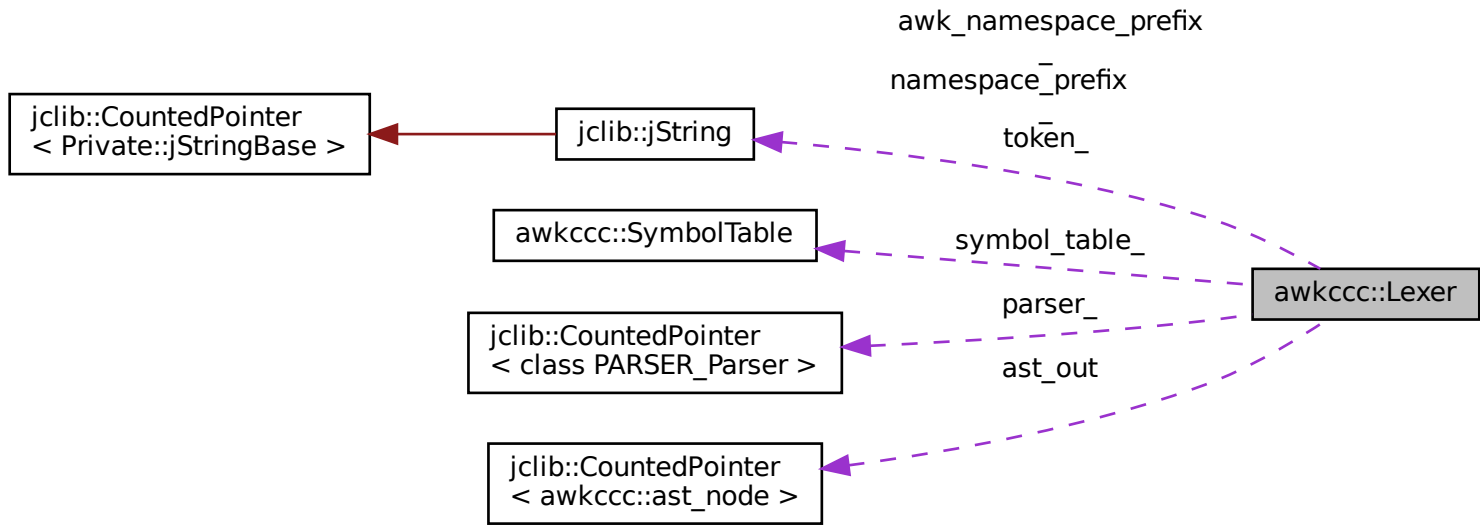 awk_namespace_prefix
_
namespace_prefix
_
token_
jclib::CountedPointer
< Private::jStringBase >
jclib::jString
awkccc::SymbolTable
symbol_table_
awkccc::Lexer
parser_
jclib::CountedPointer
< class PARSER_Parser >
ast_out
jclib::CountedPointer
< awkccc::ast_node >